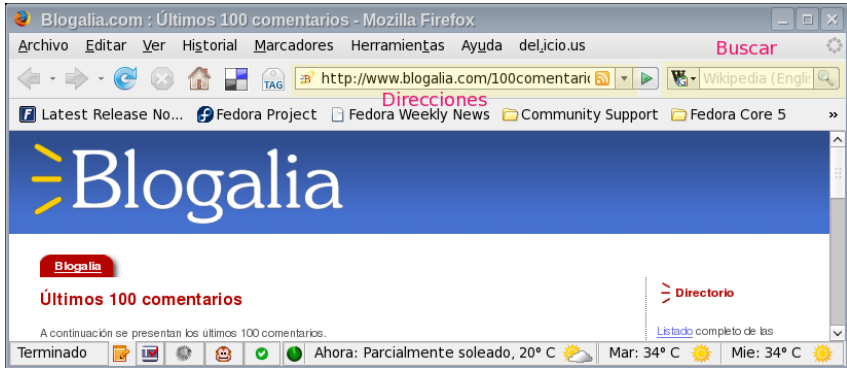 Blogalia.com : Últimos 100 comentarios - Mozilla Firefox
Archivo Editar Ver Historial Marcadores Herramientas Ayuda del.icio.us
Buscar
TAG http://www.blogalia.com/100comentaric W Wikipedia (Englis
Direcciones
Latest Release No... Fedora Project Fedora Weekly News Community Support Fedora Core 5 »
Blogalia
Blogalia
Últimos 100 comentarios
Directorio
A continuación se presentan los últimos 100 comentarios.
Listado completo de las
Terminado Ahora: Parcialmente soleado, 20° C Mar: 34° C Mie: 34° C